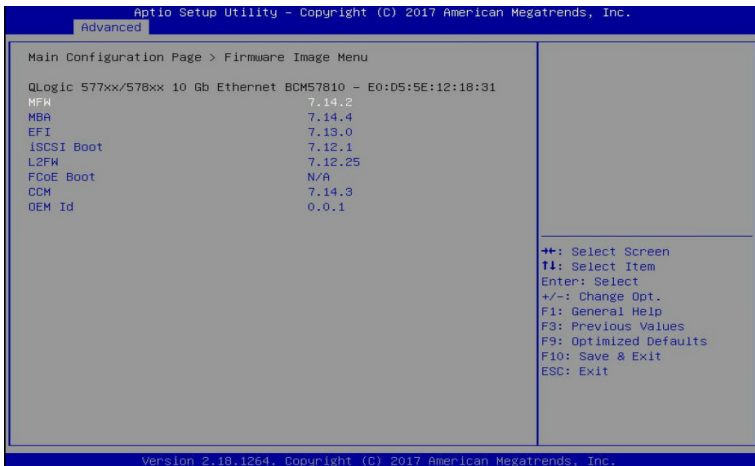 Aptio Setup Utility – Copyright (C) 2017 American Megatrends, Inc.
Advanced
Main Configuration Page > Firmware Image Menu
QLogic 577xx/578xx 10 Gb Ethernet BCM57810 – E0:D5:5E:12:18:31
MFW 7.14.2
MBA 7.14.4
EFI 7.13.0
iSCSI Boot 7.12.1
L2FW 7.12.25
FCoE Boot N/A
CCM 7.14.3
OEM Id 0.0.1
→←: Select Screen
↑↓: Select Item
Enter: Select
+/-: Change Opt.
F1: General Help
F3: Previous Values
F9: Optimized Defaults
F10: Save & Exit
ESC: Exit
Version 2.18.1264. Copyright (C) 2017 American Megatrends, Inc.